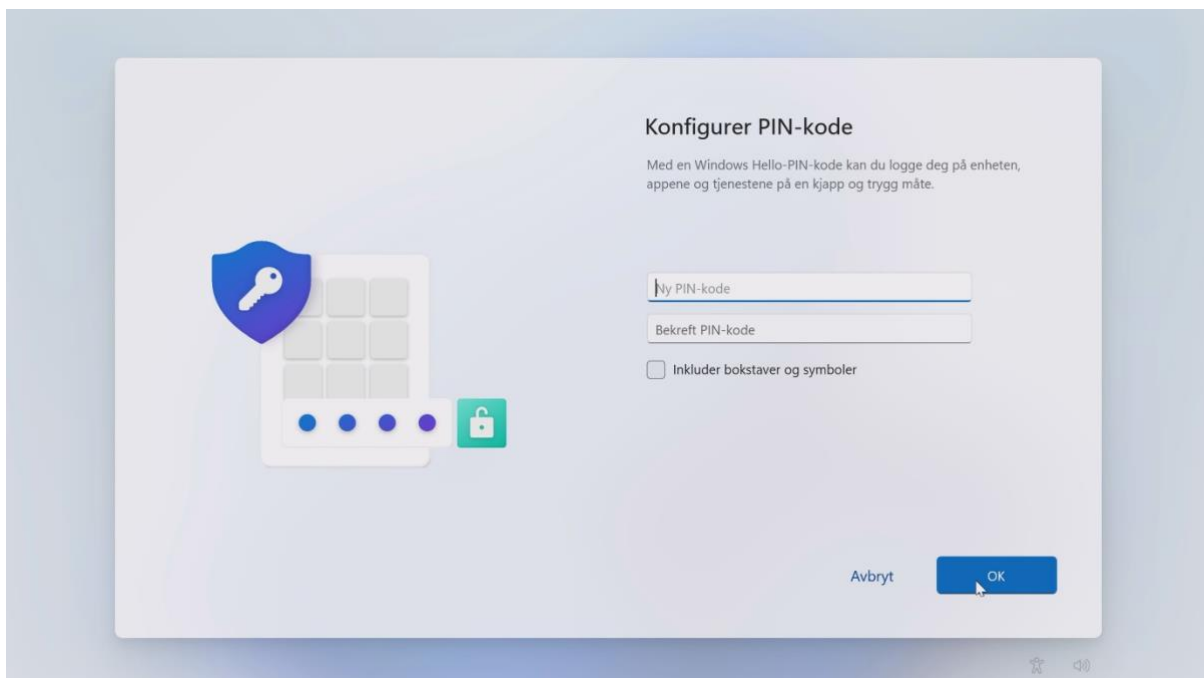 Konfigurer PIN-kode
Med en Windows Hello-PIN-kode kan du logge deg på enheten,
appene og tjenestene på en kjapp og trygg måte.
Ny PIN-kode
Bekreft PIN-kode
Inkluder bokstaver og symboler
Avbryt
OK